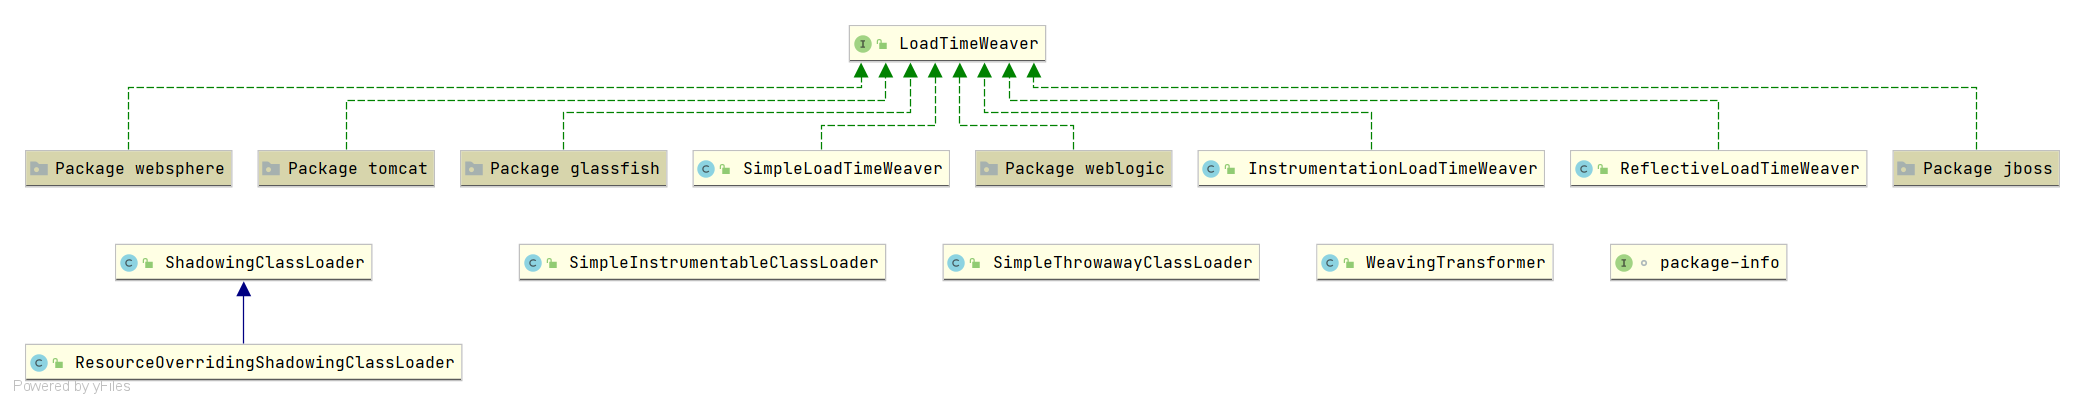 LoadTimeWeaver
Package websphere
Package tomcat
Package glassfish
SimpleLoadTimeWeaver
Package weblogic
InstrumentationLoadTimeWeaver
ReflectiveLoadTimeWeaver
Package jboss
ShadowingClassLoader
SimpleInstrumentableClassLoader
SimpleThrowawayClassLoader
WeavingTransformer
package-info
ResourceOverridingShadowingClassLoader
Powered by yFiles